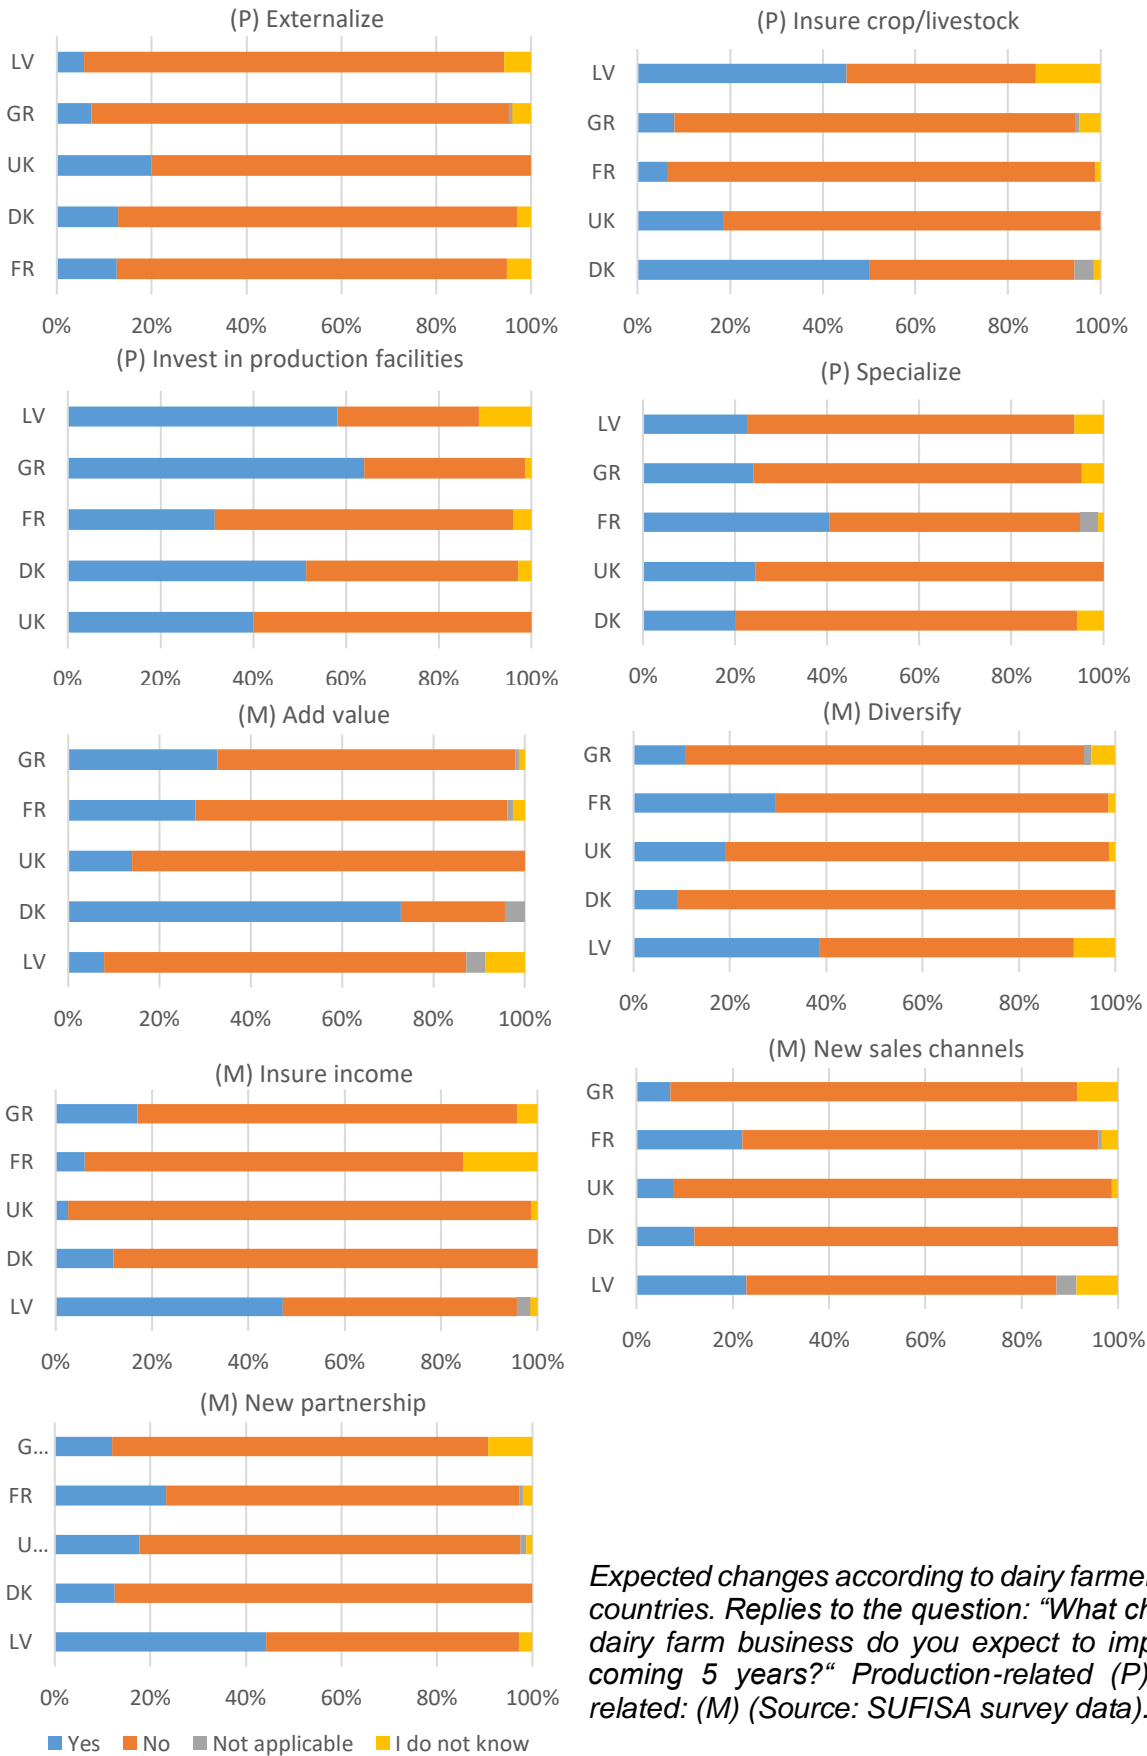 (P) Externalize
LV
GR
UK
DK
FR
0% 20% 40% 60% 80% 100%
(P) Insure crop/livestock
LV
GR
FR
UK
DK
0% 20% 40% 60% 80% 100%
(P) Invest in production facilities
LV
GR
FR
DK
UK
0% 20% 40% 60% 80% 100%
(P) Specialize
LV
GR
FR
UK
DK
0% 20% 40% 60% 80% 100%
(M) Add value
GR
FR
UK
DK
LV
0% 20% 40% 60% 80% 100%
(M) Diversify
GR
FR
UK
DK
LV
0% 20% 40% 60% 80% 100%
(M) Insure income
GR
FR
UK
DK
LV
0% 20% 40% 60% 80% 100%
(M) New sales channels
GR
FR
UK
DK
LV
0% 20% 40% 60% 80% 100%
(M) New partnership
G...
FR
U...
DK
LV
0% 20% 40% 60% 80% 100%
Yes No Not applicable I do not know
Expected changes according to dairy
countries. Replies to the question: “What
dairy farm business do you expect to
coming 5 years?“ Production-related (P)
related: (M) (Source: SUFISA survey data).